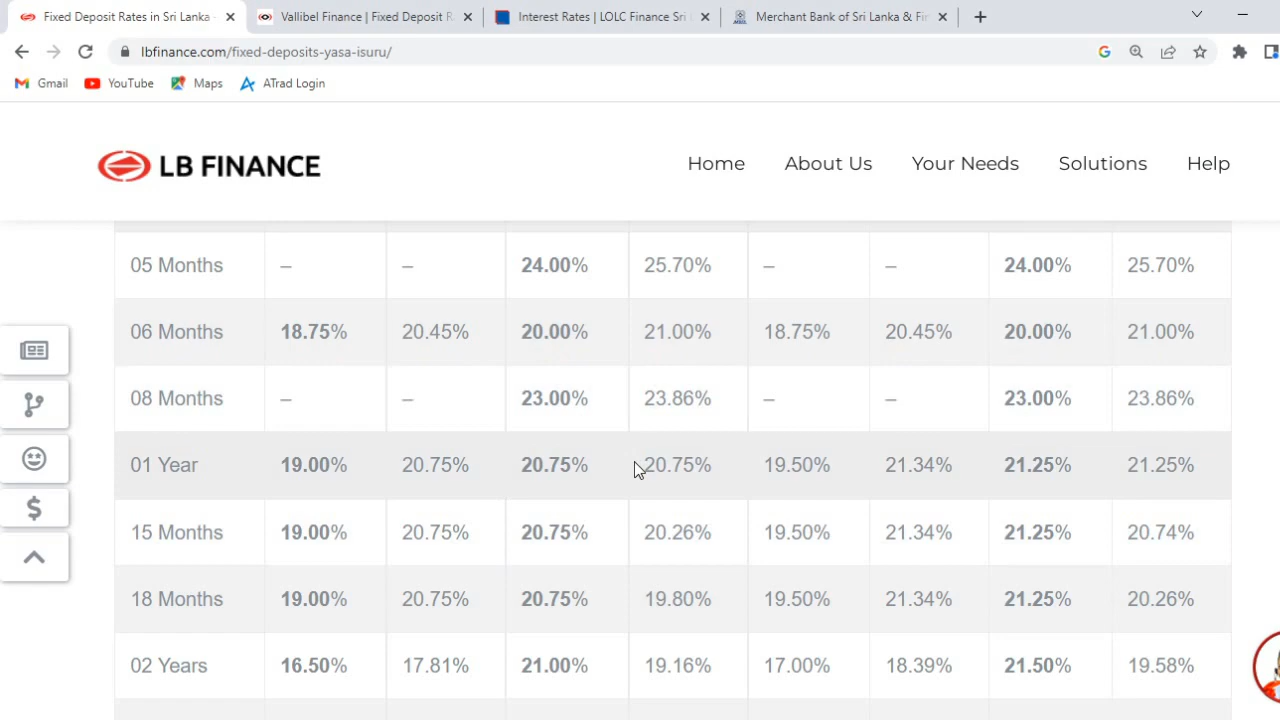 Fixed Deposit Rates in Sri Lanka -
Vallibel Finance | Fixed Deposit R
Interest Rates | LOLC Finance Sri
Merchant Bank of Sri Lanka & Fi
lbfinance.com/fixed-deposits-yasa-isuru/
Gmail YouTube Maps ATrad Login
LB FINANCE Home About Us Your Needs Solutions Help
05 Months – – 24.00% 25.70% – – 24.00% 25.70%
06 Months 18.75% 20.45% 20.00% 21.00% 18.75% 20.45% 20.00% 21.00%
08 Months – – 23.00% 23.86% – – 23.00% 23.86%
01 Year 19.00% 20.75% 20.75% 20.75% 19.50% 21.34% 21.25% 21.25%
15 Months 19.00% 20.75% 20.75% 20.26% 19.50% 21.34% 21.25% 20.74%
18 Months 19.00% 20.75% 20.75% 19.80% 19.50% 21.34% 21.25% 20.26%
02 Years 16.50% 17.81% 21.00% 19.16% 17.00% 18.39% 21.50% 19.58%